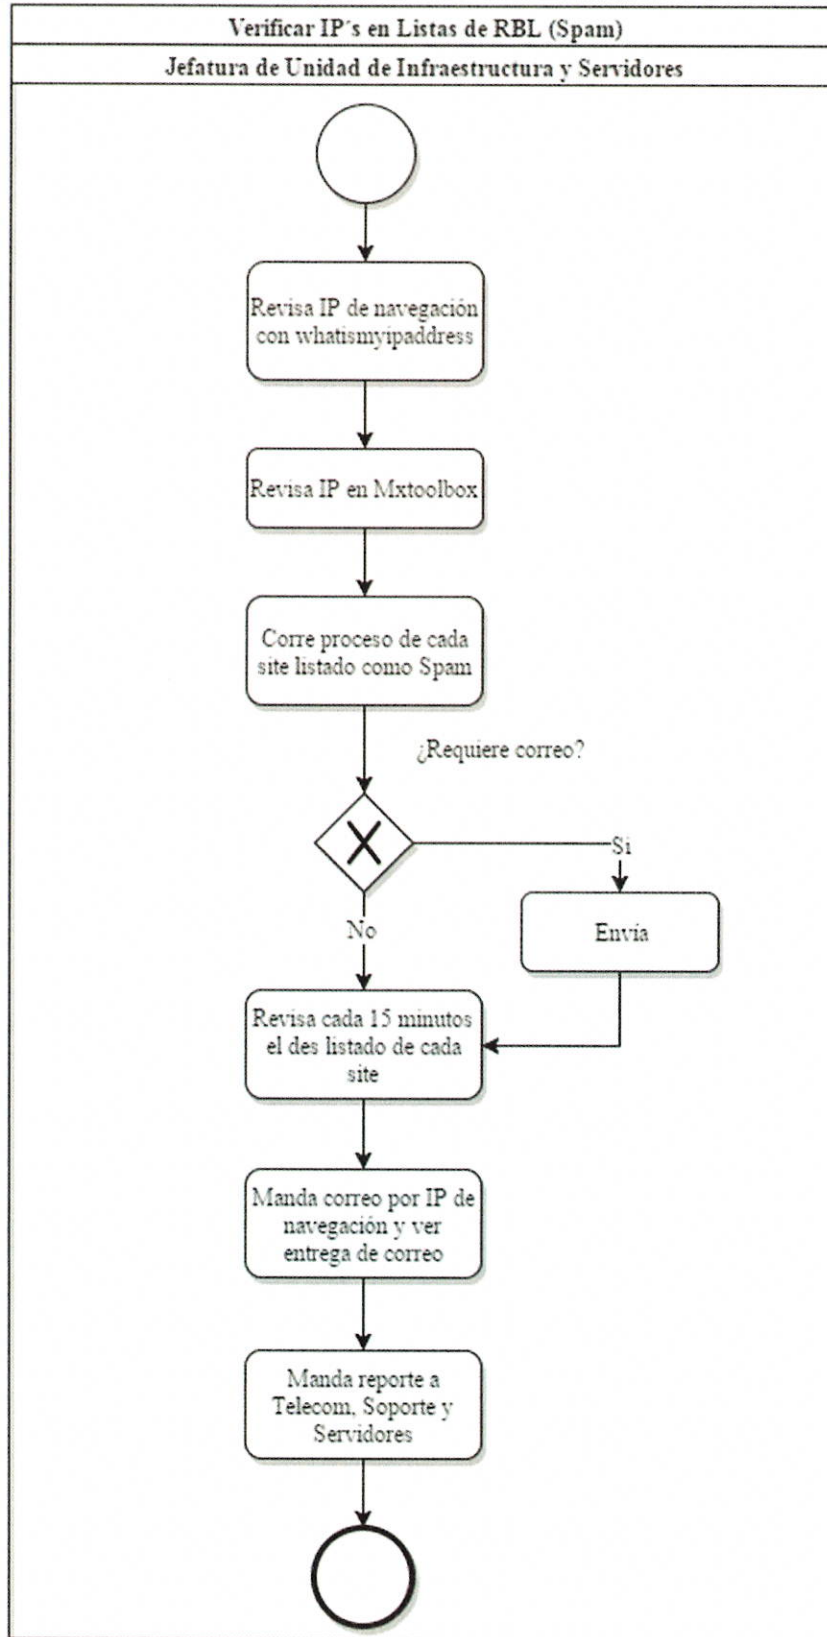 Verificar IP´s en Listas de RBL (Spam)
Jefatura de Unidad de Infraestructura y Servidores
Revisa IP de navegación
con whatismyipaddress
Revisa IP en Mxtoolbox
Corre proceso de cada
site listado como Spam
¿Requiere correo?
Si
Envía
No
Revisa cada 15 minutos
el des listado de cada
site
Manda correo por IP de
navegación y ver
entrega de correo
Manda reporte a
Telecom, Soporte y
Servidores